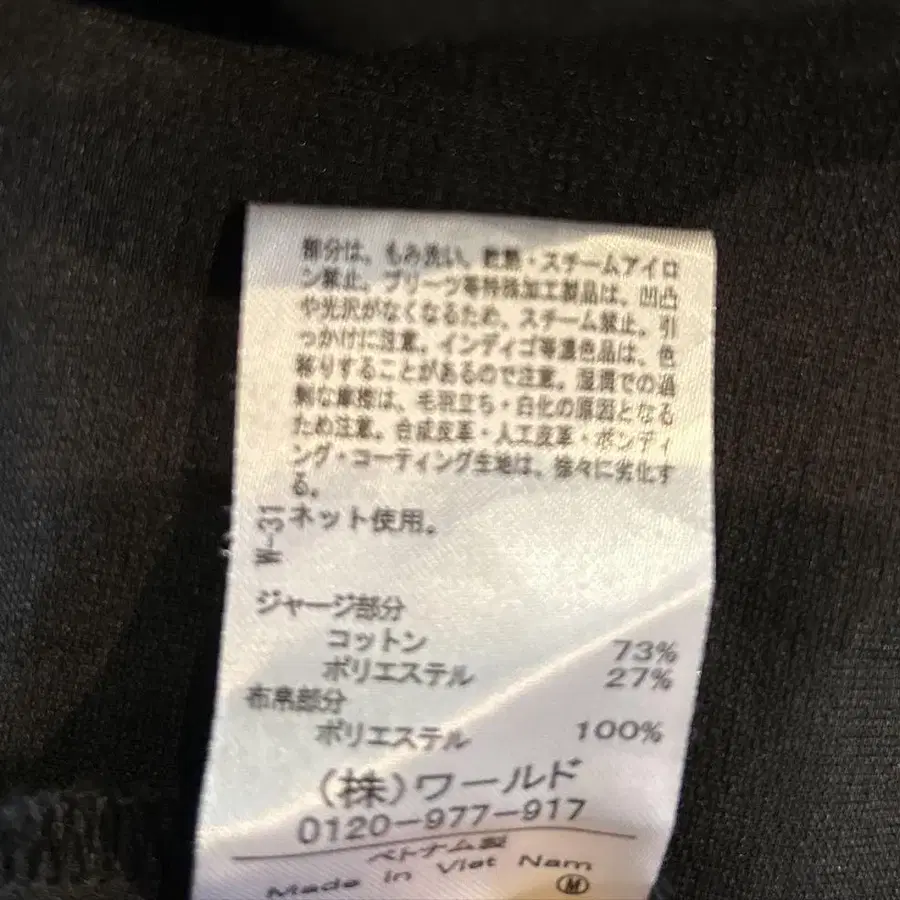 部分は、もみ洗い、乾熱・スチームアイロ
ン禁止。プリーツ等特殊加工製品は、凹凸
や光沢がなくなるため、スチーム禁止。引
っかけに注意。インディゴ等濃色品は、色
移りすることがあるので注意。湿潤での過
剰な摩擦は、毛羽立ち・白化の原因となる
ため注意。合成皮革・人工皮革・ボンディ
ング・コーティング生地は、徐々に劣化す
る。
ネット使用。
W-31
ジャージ部分
コットン 73%
ポリエステル 27%
布帛部分
ポリエステル 100%
(株)ワールド
0120-977-917
ベトナム製
Made in Viet Nam
M